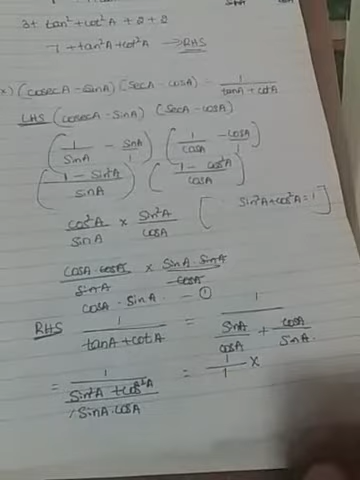 3 + tan² + cot²A + 2 + 2
7 + tan²A + cot²A → RHS
x) (cosecA - sinA) (SecA - cosA) = 1/(tanA + cotA)
LHS (cosecA - sinA) (SecA - cosA)
(1/SinA - SinA/1) (1/cosA - cosA/1)
(1 - Sin²A/SinA) (1 - cos²A/cosA)
cos²A/SinA × Sin²A/cosA [Sin²A + cos²A = 1]
cosA . cosA/SinA × SinA . SinA/cosA
cosA . SinA. - ①
RHS 1/(tanA + cotA) = 1/(SinA/cosA + cosA/SinA.)
= 1/(Sin²A + cos²A/SinA . cosA) = 1/1 ×